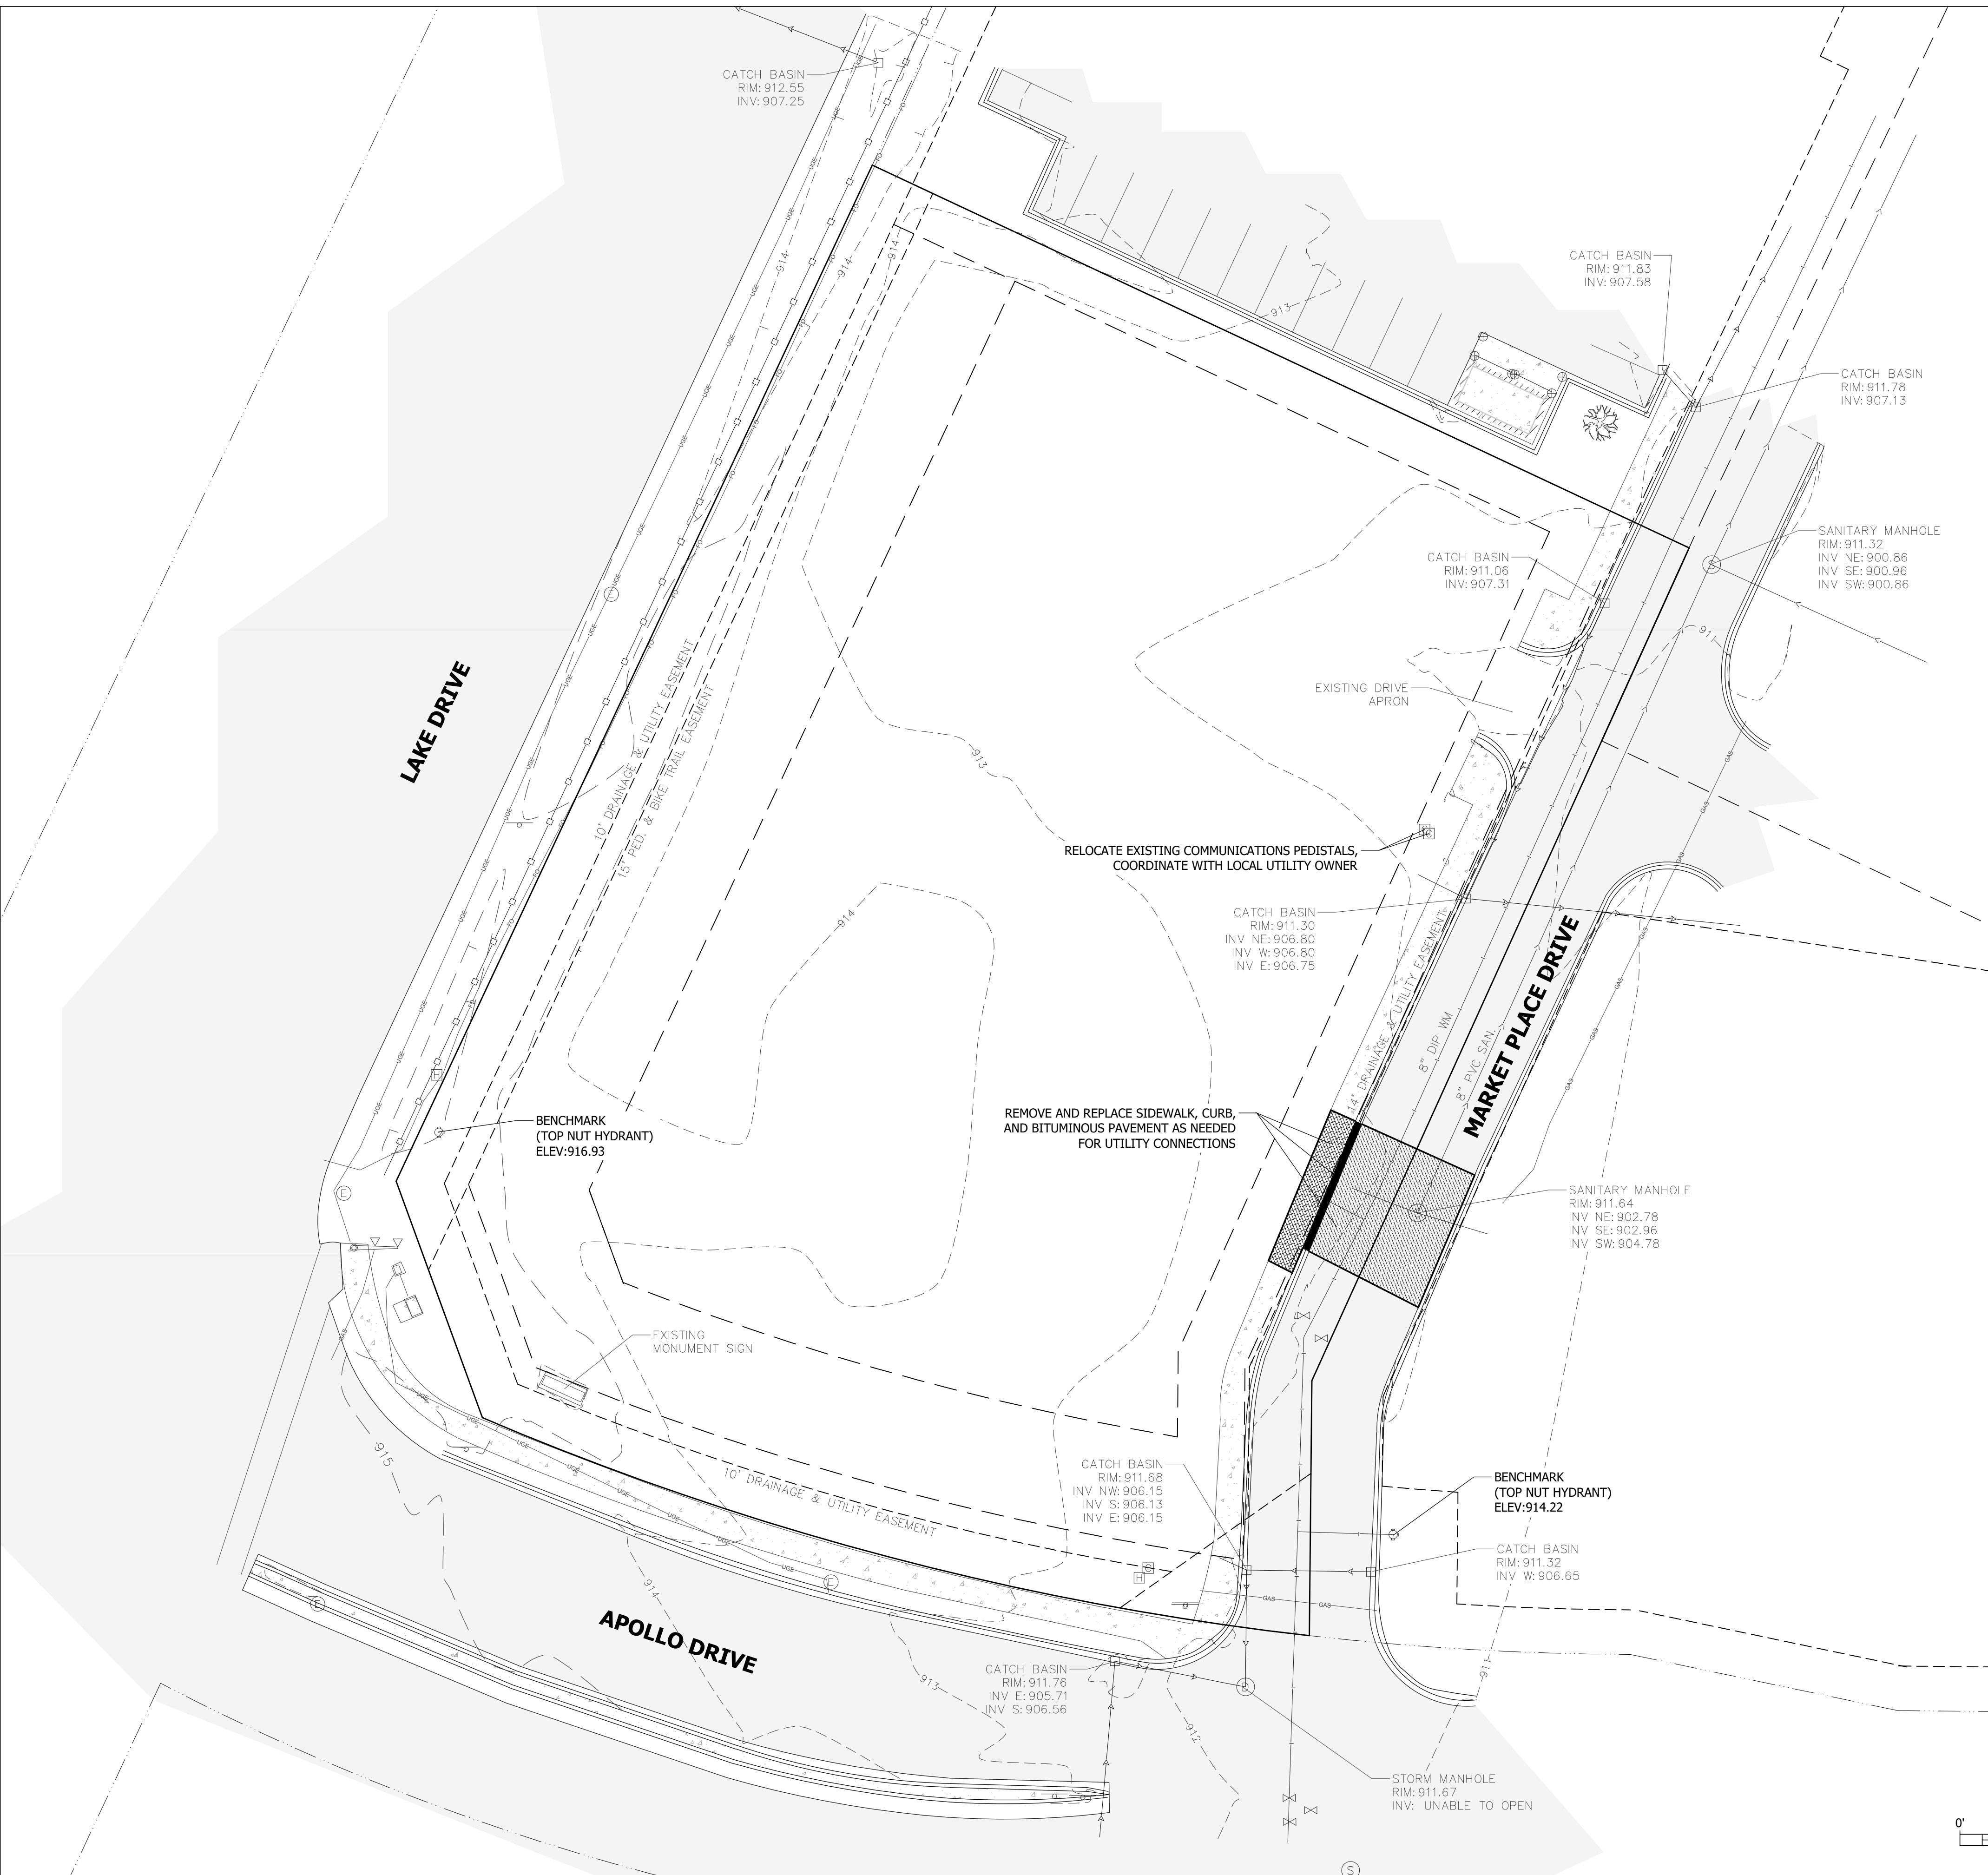 CATCH BASIN
RIM: 912.55
INV: 907.25
CATCH BASIN
RIM: 911.83
INV: 907.58
CATCH BASIN
RIM: 911.78
INV: 907.13
SANITARY MANHOLE
RIM: 911.32
INV NE: 900.86
INV SE: 900.96
INV SW: 900.86
CATCH BASIN
RIM: 911.06
INV: 907.31
EXISTING DRIVE
APRON
LAKE DRIVE
10' DRAINAGE & UTILITY EASEMENT
15' PED. & BIKE TRAIL EASEMENT
RELOCATE EXISTING COMMUNICATIONS PEDISTALS,
COORDINATE WITH LOCAL UTILITY OWNER
CATCH BASIN
RIM: 911.30
INV NE: 906.80
INV W: 906.80
INV E: 906.75
14' DRAINAGE & UTILITY EASEMENT
8" DIP WM
8" PVC SAN.
MARKET PLACE DRIVE
BENCHMARK
(TOP NUT HYDRANT)
ELEV:916.93
REMOVE AND REPLACE SIDEWALK, CURB,
AND BITUMINOUS PAVEMENT AS NEEDED
FOR UTILITY CONNECTIONS
SANITARY MANHOLE
RIM: 911.64
INV NE: 902.78
INV SE: 902.96
INV SW: 904.78
EXISTING
MONUMENT SIGN
10' DRAINAGE & UTILITY EASEMENT
CATCH BASIN
RIM: 911.68
INV NW: 906.15
INV S: 906.13
INV E: 906.15
BENCHMARK
(TOP NUT HYDRANT)
ELEV:914.22
CATCH BASIN
RIM: 911.32
INV W: 906.65
APOLLO DRIVE
CATCH BASIN
RIM: 911.76
INV E: 905.71
INV S: 906.56
STORM MANHOLE
RIM: 911.67
INV: UNABLE TO OPEN
914
914
914
913
911
913
914
915
914
913
912
911
UGE
FO
GAS
0'